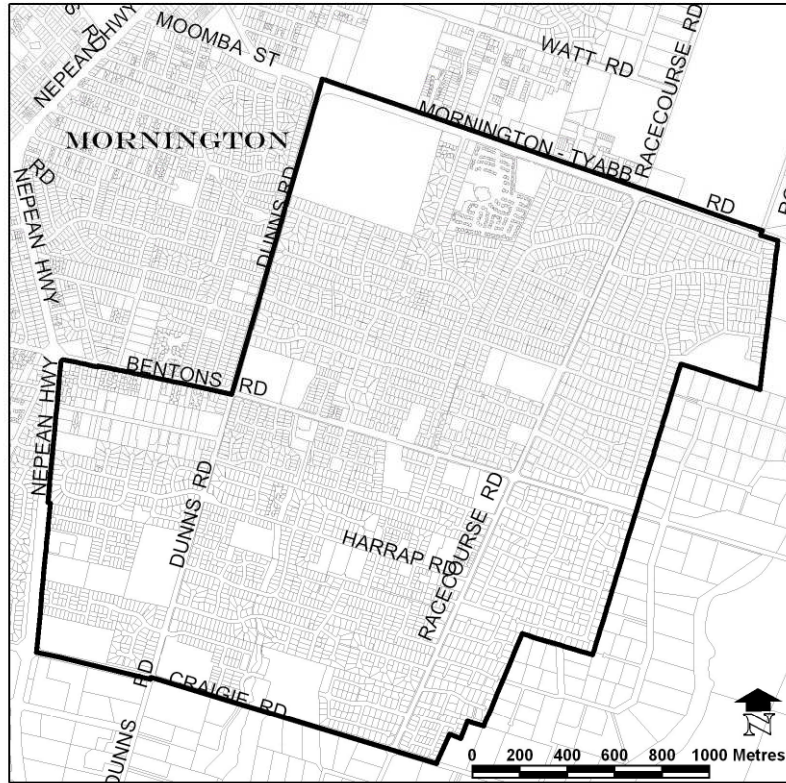 S RD
NEPEAN HWY
MOOMBA ST
WATT RD
RACECOURSE RD
MORNINGTON
MORNINGTON - TYABB RD
RD
NEPEAN HWY
DUNNS RD
BENTONS RD
NEPEAN HWY
DUNNS RD
HARRAP RD
RACECOURSE RD
CRAIGIE RD
DUNNS RD
N
0 200 400 600 800 1000 Metres